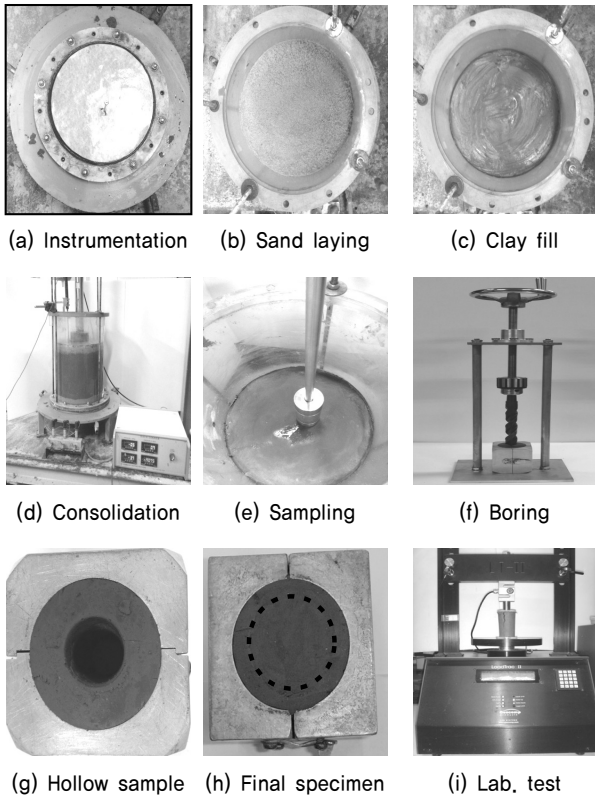 (a) Instrumentation
(b) Sand laying
(c) Clay fill
(d) Consolidation
(e) Sampling
(f) Boring
(g) Hollow sample
(h) Final specimen
(i) Lab. test